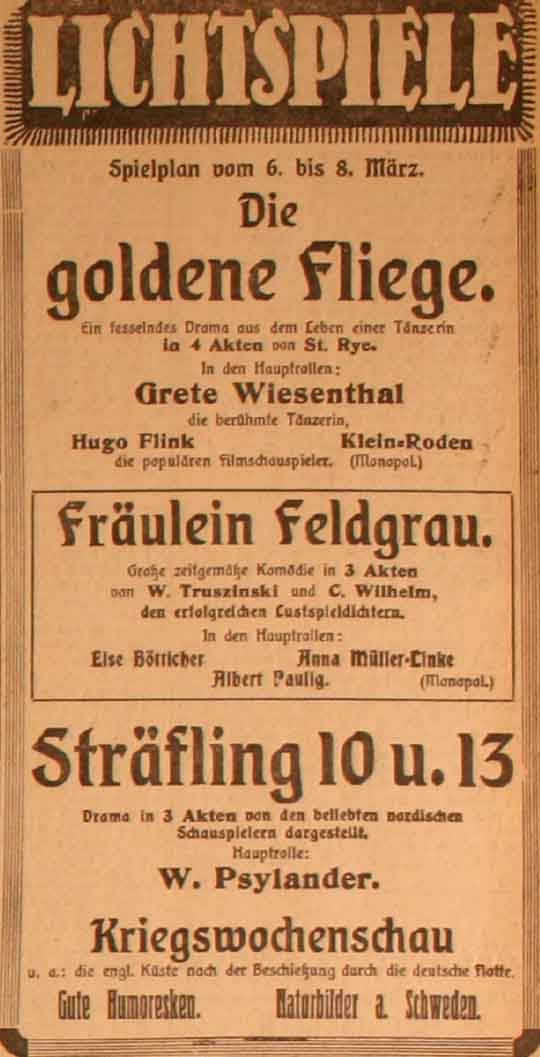 LICHTSPIELE
Spielplan vom 6. bis 8. März.
Die
goldene Fliege.
Ein fesselndes Drama aus dem Leben einer Tänzerin
in 4 Akten von St. Rye.
In den Hauptrollen:
Grete Wiesenthal
die berühmte Tänzerin,
Hugo Flink Klein-Roden
die populären Filmschauspieler. (Monopol.)
Fräulein Feldgrau.
Große zeitgemäße Komödie in 3 Akten
von W. Truszinski und C. Wilhelm,
den erfolgreichen Lustspieldichtern.
In den Hauptrollen:
Else Bötticher Anna Müller-Linke
Albert Paulig. (Monopol.)
Sträfling 10 u. 13
Drama in 3 Akten von den beliebten nordischen
Schauspielern dargestellt.
Hauptrolle:
W. Psylander.
Kriegswochenschau
u. a.: die engl. Küste nach der Beschießung durch die deutsche Flotte.
Gute Humoresken. Naturbilder a. Schweden.